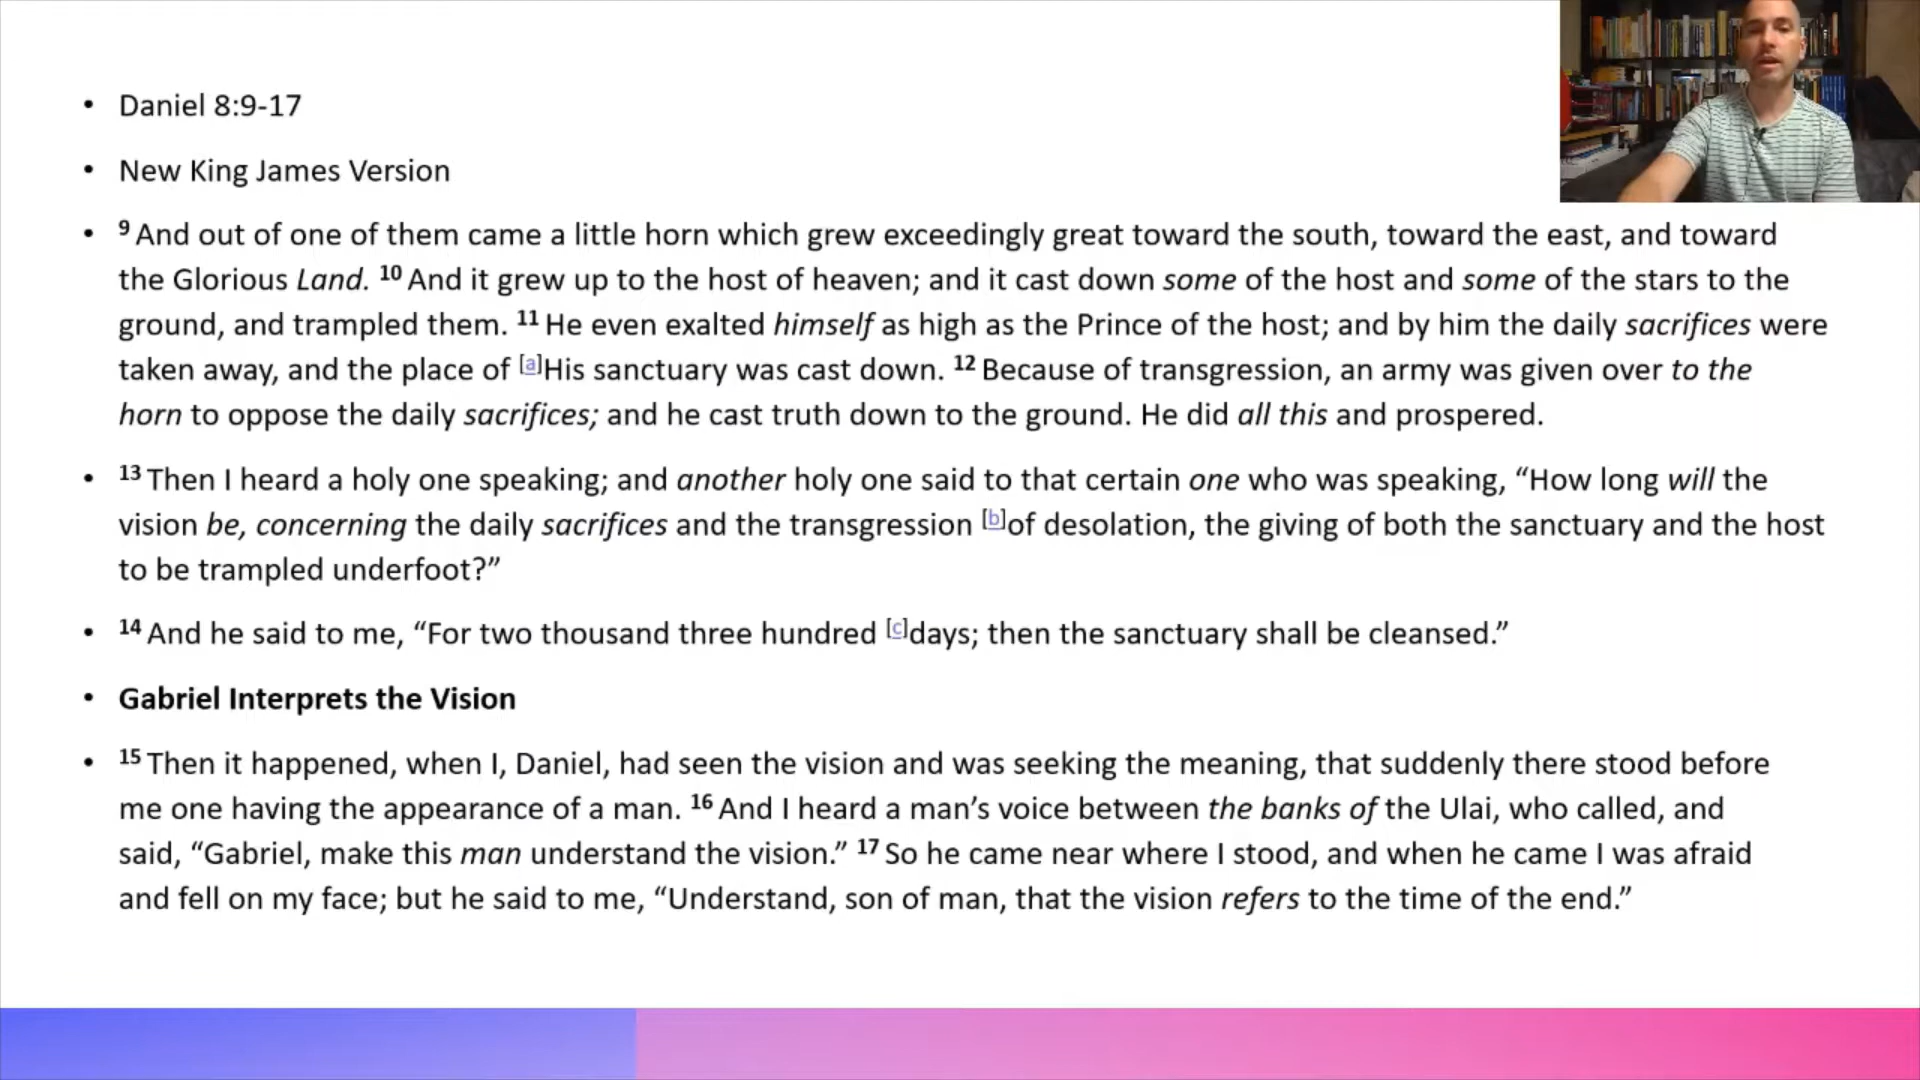 • Daniel 8:9-17
• New King James Version
• 9 And out of one of them came a little horn which grew exceedingly great toward the south, toward the east, and toward
the Glorious Land. 10 And it grew up to the host of heaven; and it cast down some of the host and some of the stars to the
ground, and trampled them. 11 He even exalted himself as high as the Prince of the host; and by him the daily sacrifices were
taken away, and the place of [a]His sanctuary was cast down. 12 Because of transgression, an army was given over to the
horn to oppose the daily sacrifices; and he cast truth down to the ground. He did all this and prospered.
• 13 Then I heard a holy one speaking; and another holy one said to that certain one who was speaking, “How long will the
vision be, concerning the daily sacrifices and the transgression [b]of desolation, the giving of both the sanctuary and the host
to be trampled underfoot?”
• 14 And he said to me, “For two thousand three hundred [c]days; then the sanctuary shall be cleansed.”
• Gabriel Interprets the Vision
• 15 Then it happened, when I, Daniel, had seen the vision and was seeking the meaning, that suddenly there stood before
me one having the appearance of a man. 16 And I heard a man’s voice between the banks of the Ulai, who called, and
said, “Gabriel, make this man understand the vision.” 17 So he came near where I stood, and when he came I was afraid
and fell on my face; but he said to me, “Understand, son of man, that the vision refers to the time of the end.”